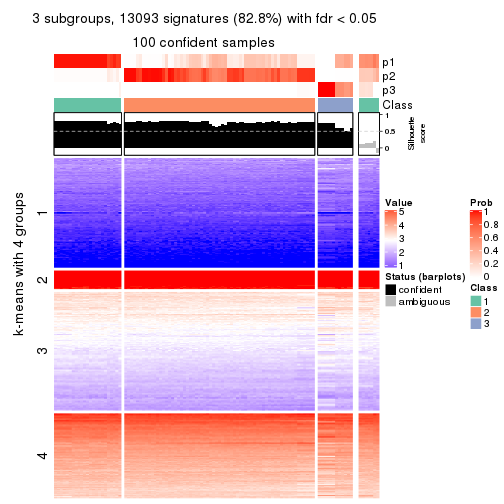 3 subgroups, 13093 signatures (82.8%) with fdr < 0.05
100 confident samples
p1
p2
p3
Class
1
0.5
0
Silhouette
score
k-means with 4 groups
1
2
3
4
Value
5
4
3
2
1
Status (barplots)
confident
ambiguous
Prob
1
0.8
0.6
0.4
0.2
0
Class
1
2
3